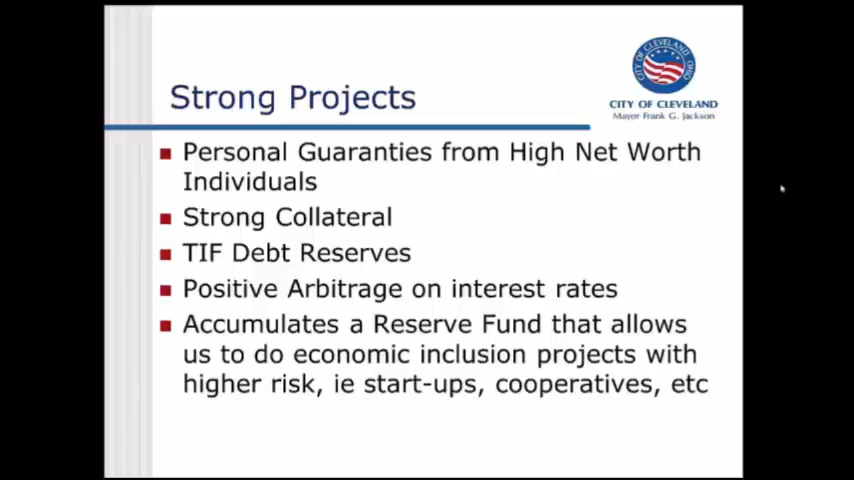 CITY OF CLEVELAND OHIO
CITY OF CLEVELAND
Mayor Frank G. Jackson
Strong Projects
Personal Guaranties from High Net Worth
Individuals
Strong Collateral
TIF Debt Reserves
Positive Arbitrage on interest rates
Accumulates a Reserve Fund that allows
us to do economic inclusion projects with
higher risk, ie start-ups, cooperatives, etc